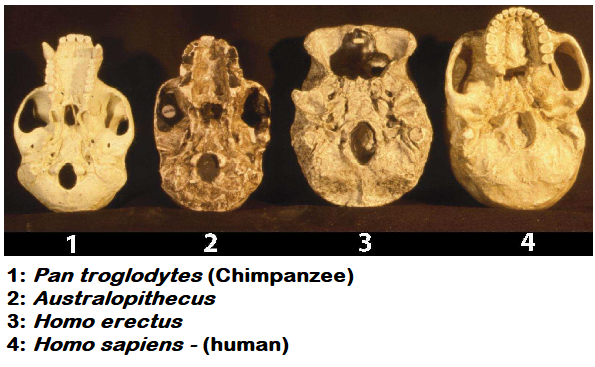 1 2 3 4
1: Pan troglodytes (Chimpanzee)
2: Australopithecus
3: Homo erectus
4: Homo sapiens - (human)